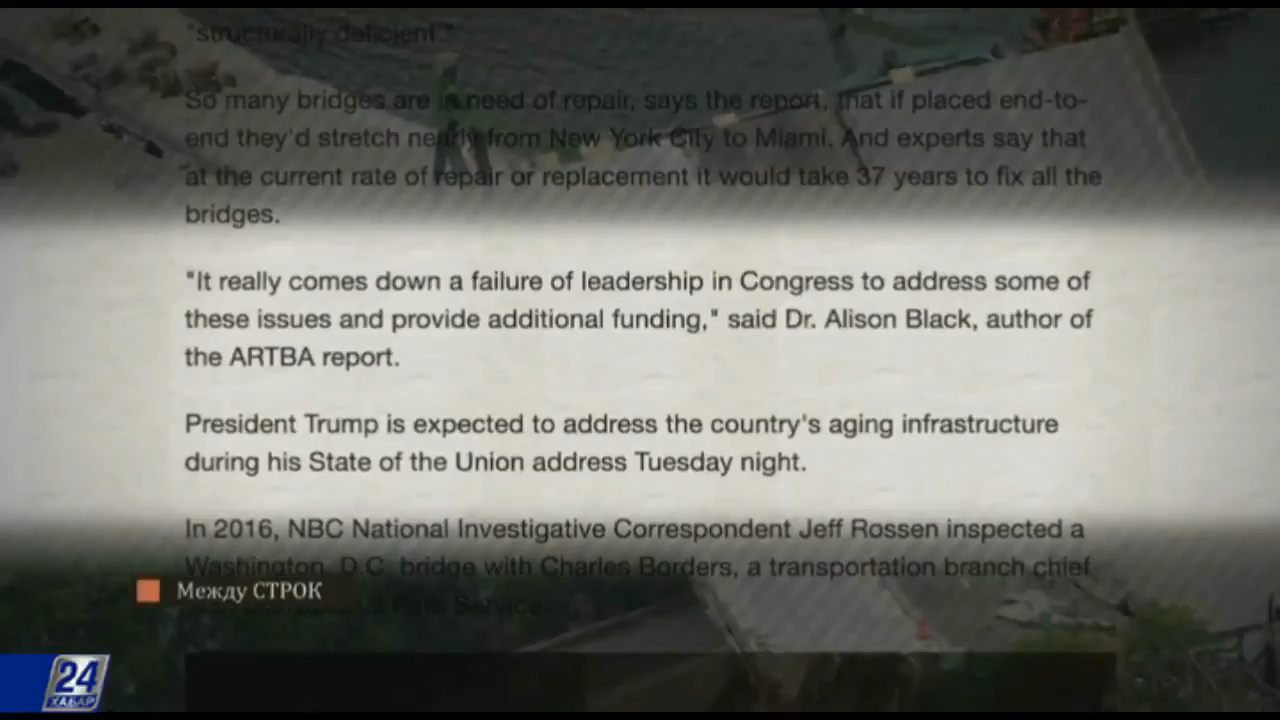 "structurally deficient."
So many bridges are in need of repair, says the report, that if placed end-to-
end they'd stretch nearly from New York City to Miami. And experts say that
at the current rate of repair or replacement it would take 37 years to fix all the
bridges.
"It really comes down a failure of leadership in Congress to address some of
these issues and provide additional funding," said Dr. Alison Black, author of
the ARTBA report.
President Trump is expected to address the country's aging infrastructure
during his State of the Union address Tuesday night.
In 2016, NBC National Investigative Correspondent Jeff Rossen inspected a
Washington, D.C. bridge with Charles Borders, a transportation branch chief
Park Service.
Между СТРОК
24
ХАБАР